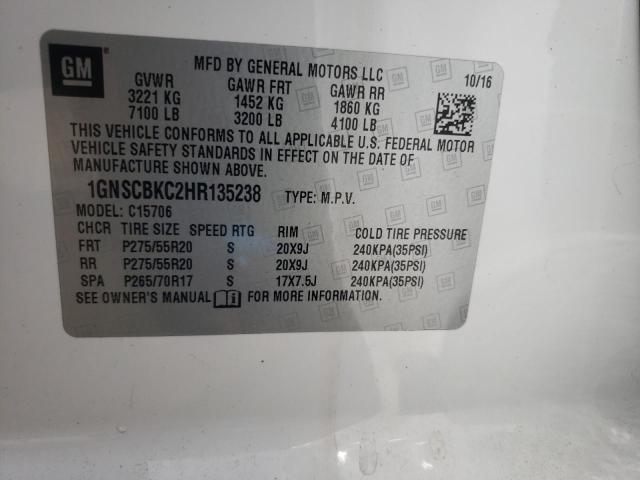 GM
MFD BY GENERAL MOTORS LLC 10/16
GVWR GAWR FRT GAWR RR
3221 KG 1452 KG 1860 KG
7100 LB 3200 LB 4100 LB
THIS VEHICLE CONFORMS TO ALL APPLICABLE U.S. FEDERAL MOTOR
VEHICLE SAFETY STANDARDS IN EFFECT ON THE DATE OF
MANUFACTURE SHOWN ABOVE.
1GNSCBKC2HR135238 TYPE: M.P.V.
MODEL: C15706
CHCR TIRE SIZE SPEED RTG RIM COLD TIRE PRESSURE
FRT P275/55R20 S 20X9J 240KPA(35PSI)
RR P275/55R20 S 20X9J 240KPA(35PSI)
SPA P265/70R17 S 17X7.5J 240KPA(35PSI)
SEE OWNER'S MANUAL FOR MORE INFORMATION.